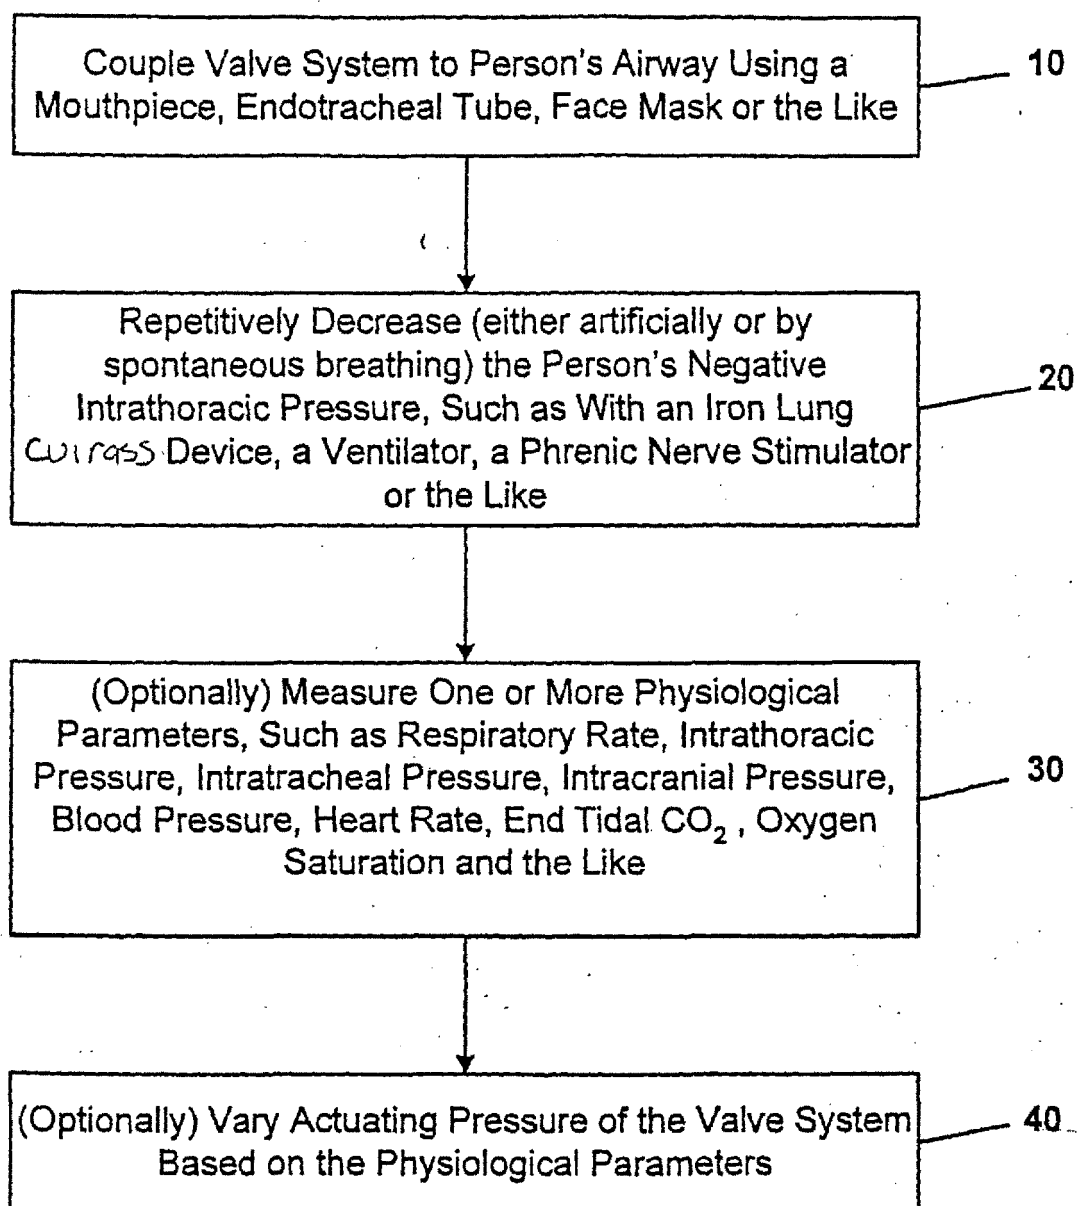 Couple Valve System to Person's Airway Using a
Mouthpiece, Endotracheal Tube, Face Mask or the Like
10
Repetitively Decrease (either artificially or by
spontaneous breathing) the Person's Negative
Intrathoracic Pressure, Such as With an Iron Lung
Cuirass Device, a Ventilator, a Phrenic Nerve Stimulator
or the Like
20
(Optionally) Measure One or More Physiological
Parameters, Such as Respiratory Rate, Intrathoracic
Pressure, Intratracheal Pressure, Intracranial Pressure,
Blood Pressure, Heart Rate, End Tidal CO₂ , Oxygen
Saturation and the Like
30
(Optionally) Vary Actuating Pressure of the Valve System
Based on the Physiological Parameters
40